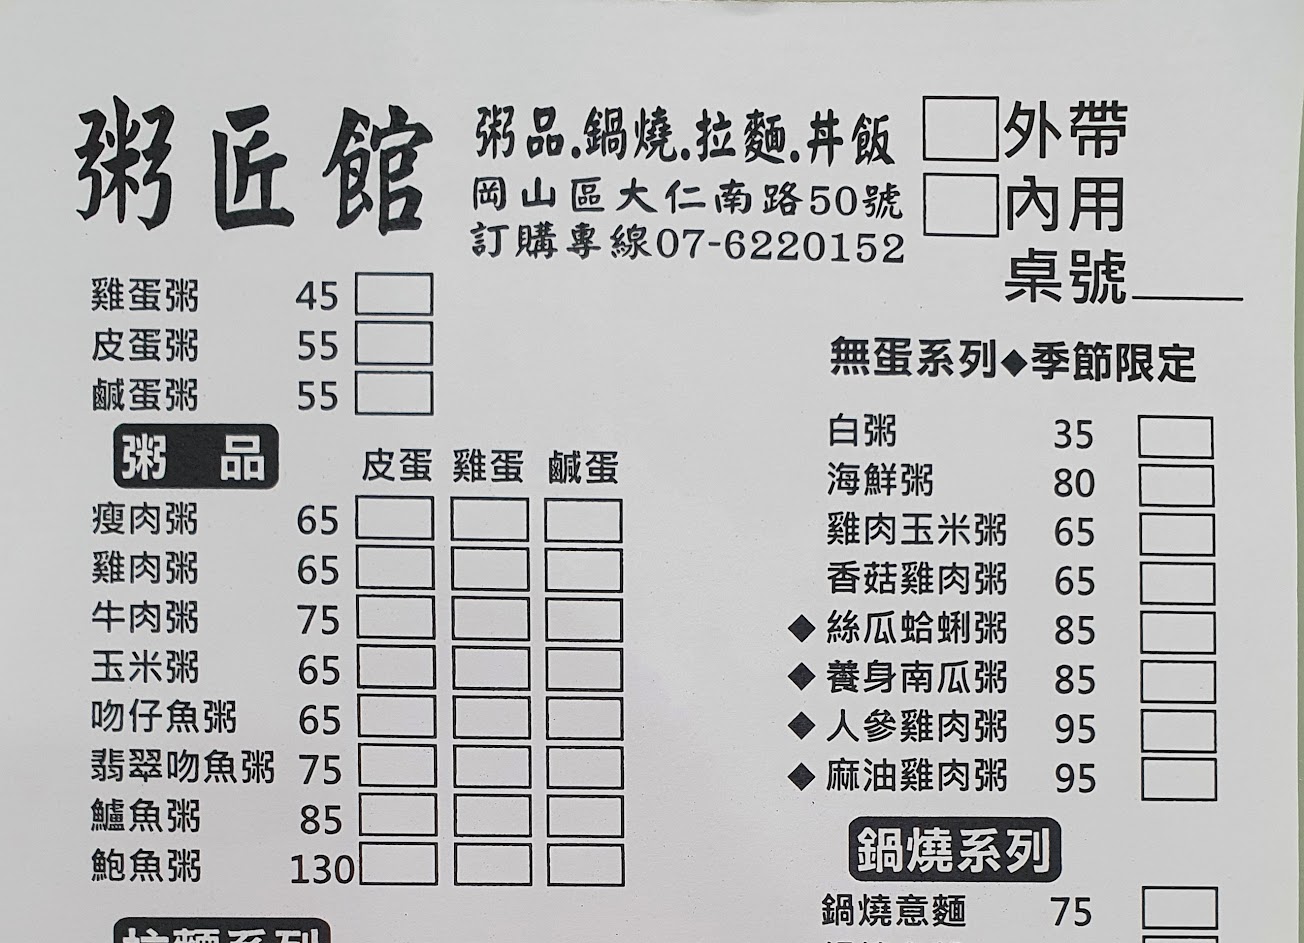 粥匠館
粥品.鍋燒.拉麵.丼飯
岡山區大仁南路50號
訂購專線07-6220152
外帶
內用
桌號
雞蛋粥 45
皮蛋粥 55
鹹蛋粥 55
粥 品
皮蛋 雞蛋 鹹蛋
瘦肉粥 65
雞肉粥 65
牛肉粥 75
玉米粥 65
吻仔魚粥 65
翡翠吻魚粥 75
鱸魚粥 85
鮑魚粥 130
拉麵系列
無蛋系列◆季節限定
白粥 35
海鮮粥 80
雞肉玉米粥 65
香菇雞肉粥 65
◆ 絲瓜蛤蜊粥 85
◆ 養身南瓜粥 85
◆ 人參雞肉粥 95
◆ 麻油雞肉粥 95
鍋燒系列
鍋燒意麵 75